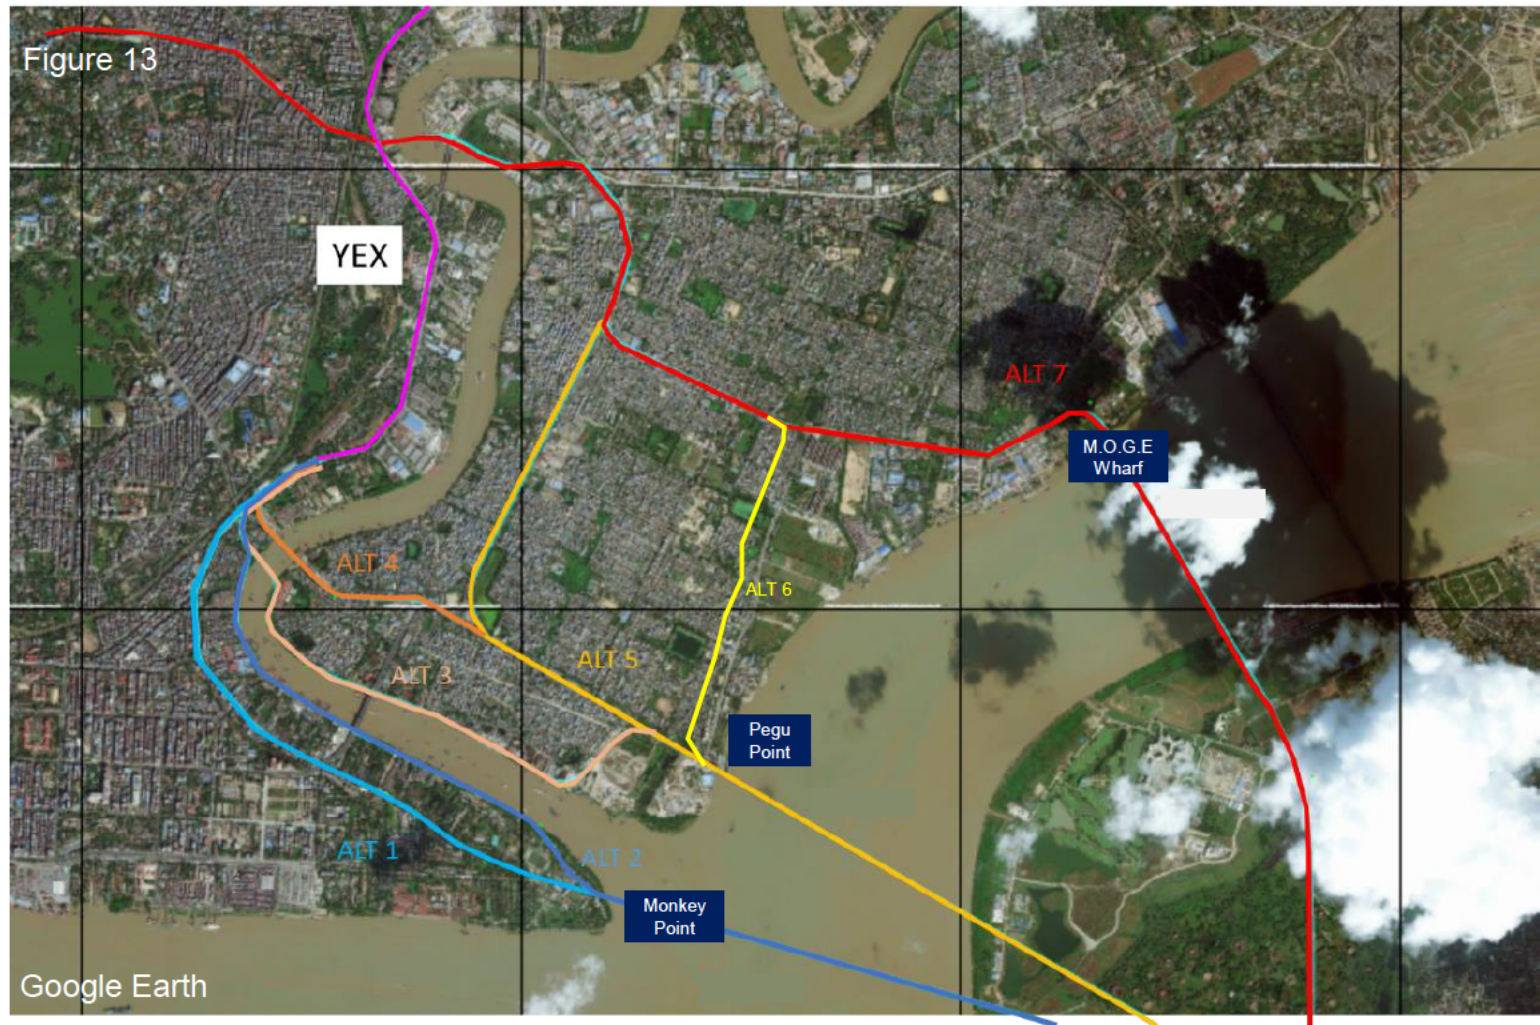 Figure 13
YEX
ALT 7
M.O.G.E
Wharf
ALT 4
ALT 6
ALT 5
ALT 3
Pegu
Point
ALT 1
ALT 2
Monkey
Point
Google Earth